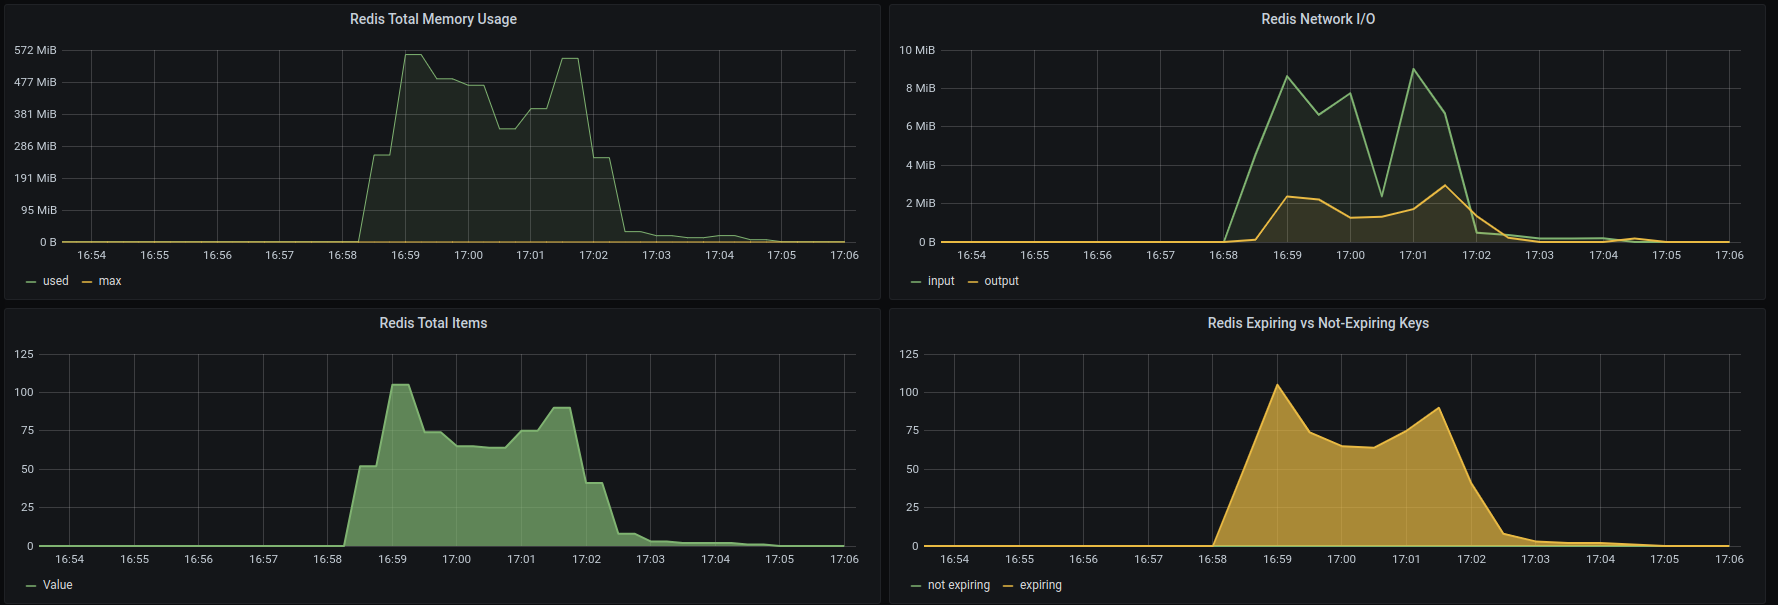 Redis Total Memory Usage
572 MiB
477 MiB
381 MiB
286 MiB
191 MiB
95 MiB
0 B
16:54 16:55 16:56 16:57 16:58 16:59 17:00 17:01 17:02 17:03 17:04 17:05 17:06
used max
Redis Network I/O
10 MiB
8 MiB
6 MiB
4 MiB
2 MiB
0 B
16:54 16:55 16:56 16:57 16:58 16:59 17:00 17:01 17:02 17:03 17:04 17:05 17:06
input output
Redis Total Items
125
100
75
50
25
0
16:54 16:55 16:56 16:57 16:58 16:59 17:00 17:01 17:02 17:03 17:04 17:05 17:06
Value
Redis Expiring vs Not-Expiring Keys
125
100
75
50
25
0
16:54 16:55 16:56 16:57 16:58 16:59 17:00 17:01 17:02 17:03 17:04 17:05 17:06
not expiring expiring